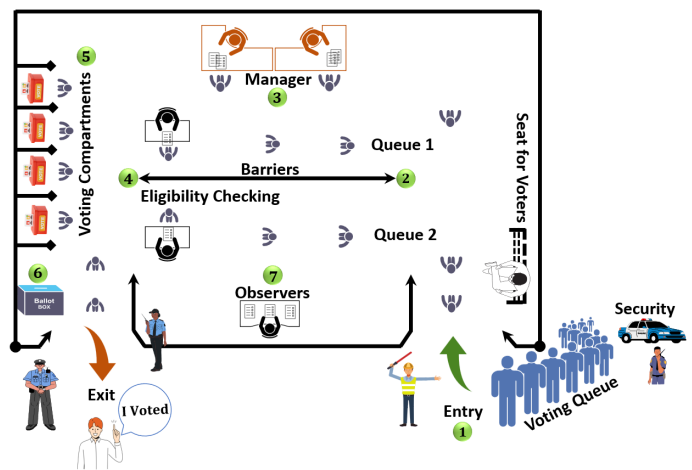 5
Manager
3
Voting Compartments
Queue 1
Seat for Voters
Barriers
4
2
Eligibility Checking
Queue 2
6
7
Ballot
BOX
Observers
Security
Exit
I Voted
Entry
1
Voting Queue